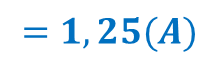 = 1, 25(A)